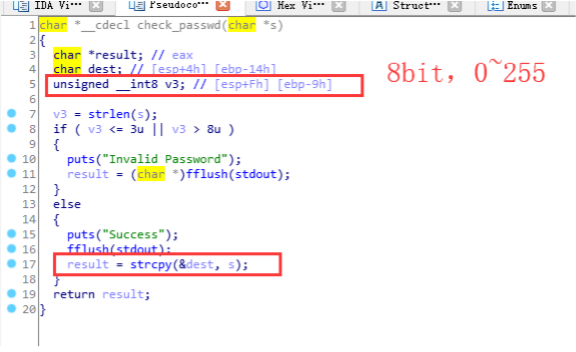 IDA Vi⋯ Pseudoco⋯ Hex Vi⋯ Struct⋯ Enums
1 char *__cdecl check_passwd(char *s)
2 {
3 char *result; // eax
4 char dest; // [esp+4h] [ebp-14h]
5 unsigned __int8 v3; // [esp+Fh] [ebp-9h]
8bit, 0~255
6
7 v3 = strlen(s);
8 if ( v3 <= 3u || v3 > 8u )
9 {
10 puts("Invalid Password");
11 result = (char *)fflush(stdout);
12 }
13 else
14 {
15 puts("Success");
16 fflush(stdout);
17 result = strcpy(&dest, s);
18 }
19 return result;
20 }